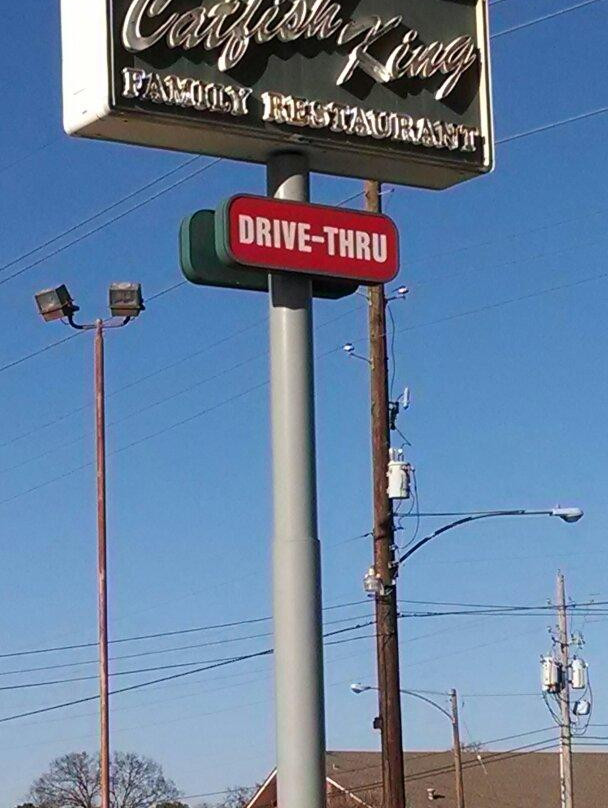 Catfish King
FAMILY RESTAURANT
DRIVE-THRU